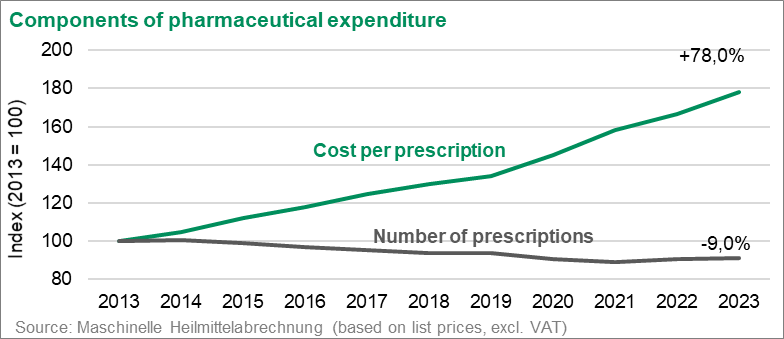 Components of pharmaceutical expenditure
200
180
160
140
120
100
80
Index (2013 = 100)
+78,0%
Cost per prescription
Number of prescriptions
-9,0%
2013 2014 2015 2016 2017 2018 2019 2020 2021 2022 2023
Source: Maschinelle Heilmittelabrechnung (based on list prices, excl. VAT)